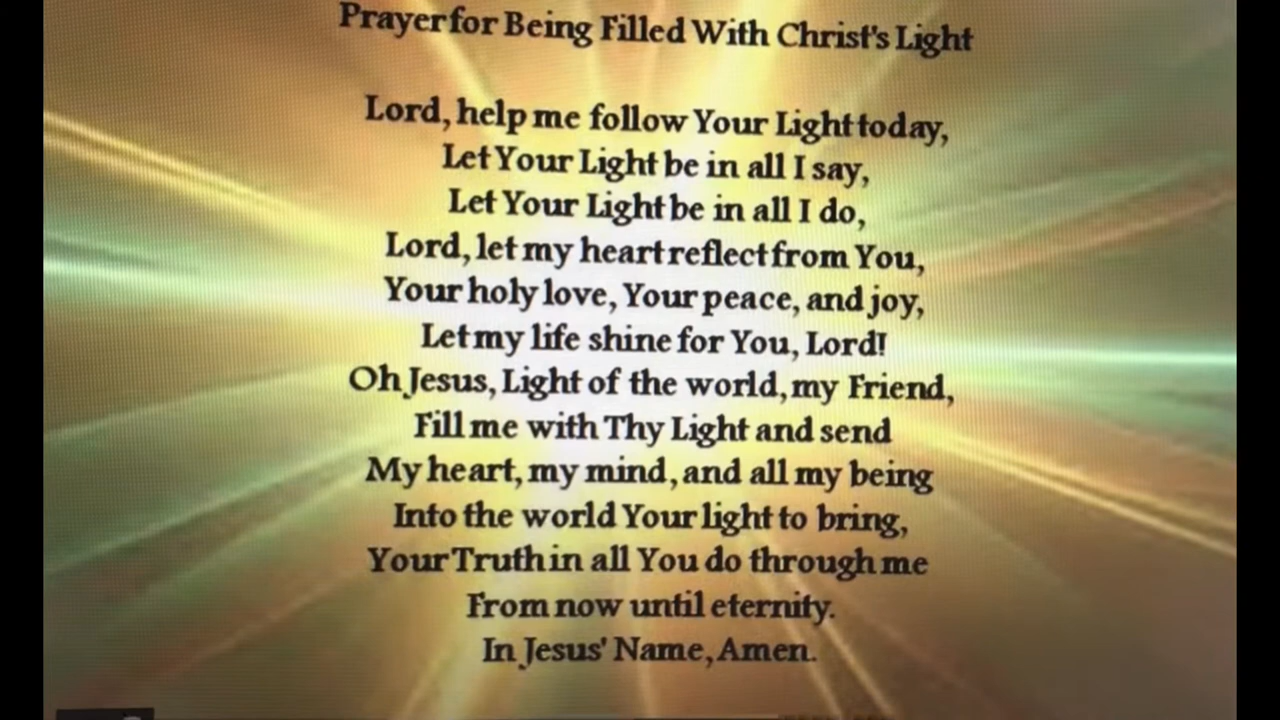 Prayer for Being Filled With Christ's Light
Lord, help me follow Your Light today,
Let Your Light be in all I say,
Let Your Light be in all I do,
Lord, let my heart reflect from You,
Your holy love, Your peace, and joy,
Let my life shine for You, Lord!
Oh Jesus, Light of the world, my Friend,
Fill me with Thy Light and send
My heart, my mind, and all my being
Into the world Your light to bring,
Your Truth in all You do through me
From now until eternity.
In Jesus' Name, Amen.